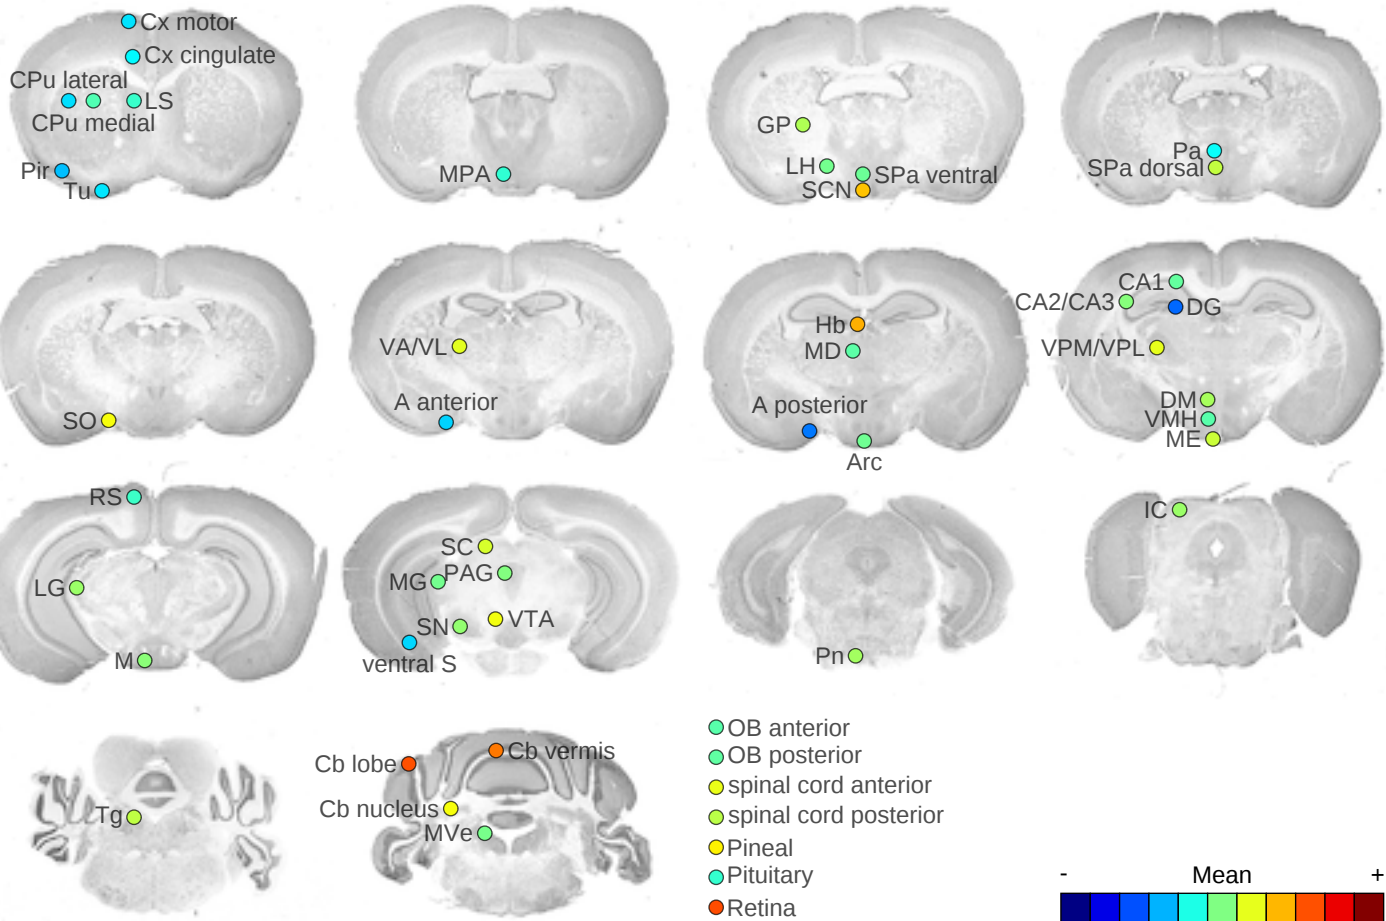 Cx motor
Cx cingulate
CPu lateral
LS
CPu medial
Pir
Tu
MPA
GP
LH
SPa ventral
SCN
Pa
SPa dorsal
SO
VA/VL
A anterior
Hb
MD
A posterior
Arc
CA1
CA2/CA3
DG
VPM/VPL
DM
VMH
ME
RS
LG
M
SC
MG
PAG
SN
VTA
ventral S
Pn
IC
Tg
Cb lobe
Cb vermis
Cb nucleus
MVe
OB anterior
OB posterior
spinal cord anterior
spinal cord posterior
Pineal
Pituitary
Retina
- Mean +